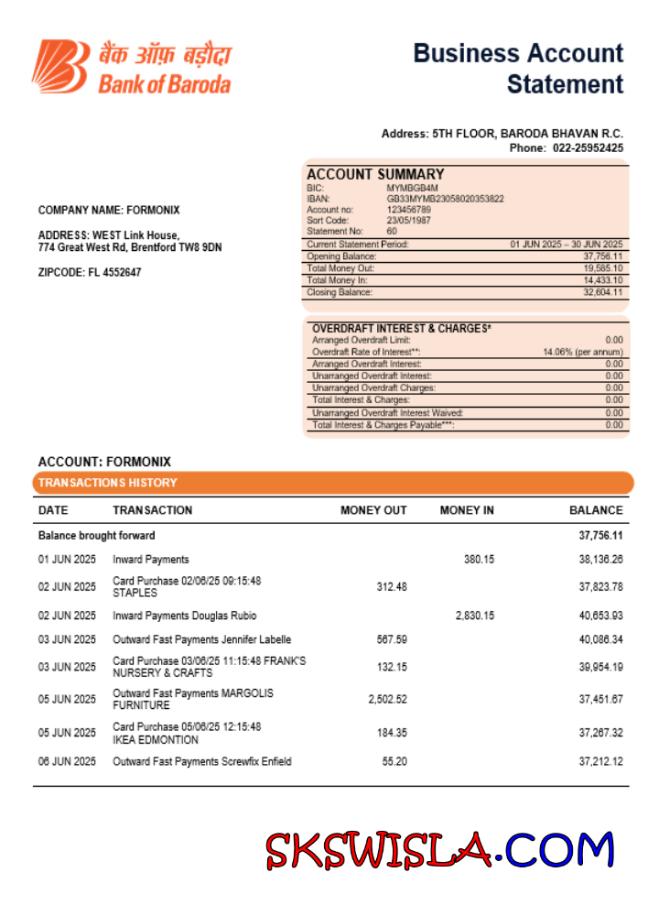 बैंक ऑफ़ बड़ौदा
Bank of Baroda
Business Account
Statement
Address: 5TH FLOOR, BARODA BHAVAN R.C.
Phone: 022-25952425
COMPANY NAME: FORMONIX
ADDRESS: WEST Link House,
774 Great West Rd, Brentford TW8 9DN
ZIPCODE: FL 4552647
ACCOUNT SUMMARY
BIC: MYMBGB4M
IBAN: GB33MYMB23058020353822
Account no: 123456789
Sort Code: 23/05/1987
Statement No: 60
Current Statement Period: 01 JUN 2025 – 30 JUN 2025
Opening Balance: 37,756.11
Total Money Out: 19,585.10
Total Money In: 14,433.10
Closing Balance: 32,604.11
OVERDRAFT INTEREST & CHARGES*
Arranged Overdraft Limit: 0.00
Overdraft Rate of Interest**: 14.06% (per annum)
Arranged Overdraft Interest: 0.00
Unarranged Overdraft Interest: 0.00
Unarranged Overdraft Charges: 0.00
Total Interest & Charges: 0.00
Unarranged Overdraft Interest Waived: 0.00
Total Interest & Charges Payable***: 0.00
ACCOUNT: FORMONIX
TRANSACTIONS HISTORY
DATE TRANSACTION MONEY OUT MONEY IN BALANCE
Balance brought forward 37,756.11
01 JUN 2025 Inward Payments 380.15 38,136.26
02 JUN 2025 Card Purchase 02/06/25 09:15:48
STAPLES 312.48 37,823.78
02 JUN 2025 Inward Payments Douglas Rubio 2,830.15 40,653.93
03 JUN 2025 Outward Fast Payments Jennifer Labelle 567.59 40,086.34
03 JUN 2025 Card Purchase 03/06/25 11:15:48 FRANK'S
NURSERY & CRAFTS 132.15 39,954.19
05 JUN 2025 Outward Fast Payments MARGOLIS
FURNITURE 2,502.52 37,451.67
05 JUN 2025 Card Purchase 05/06/25 12:15:48
IKEA EDMONTION 184.35 37,267.32
06 JUN 2025 Outward Fast Payments Screwfix Enfield 55.20 37,212.12
SKSWISLA.COM